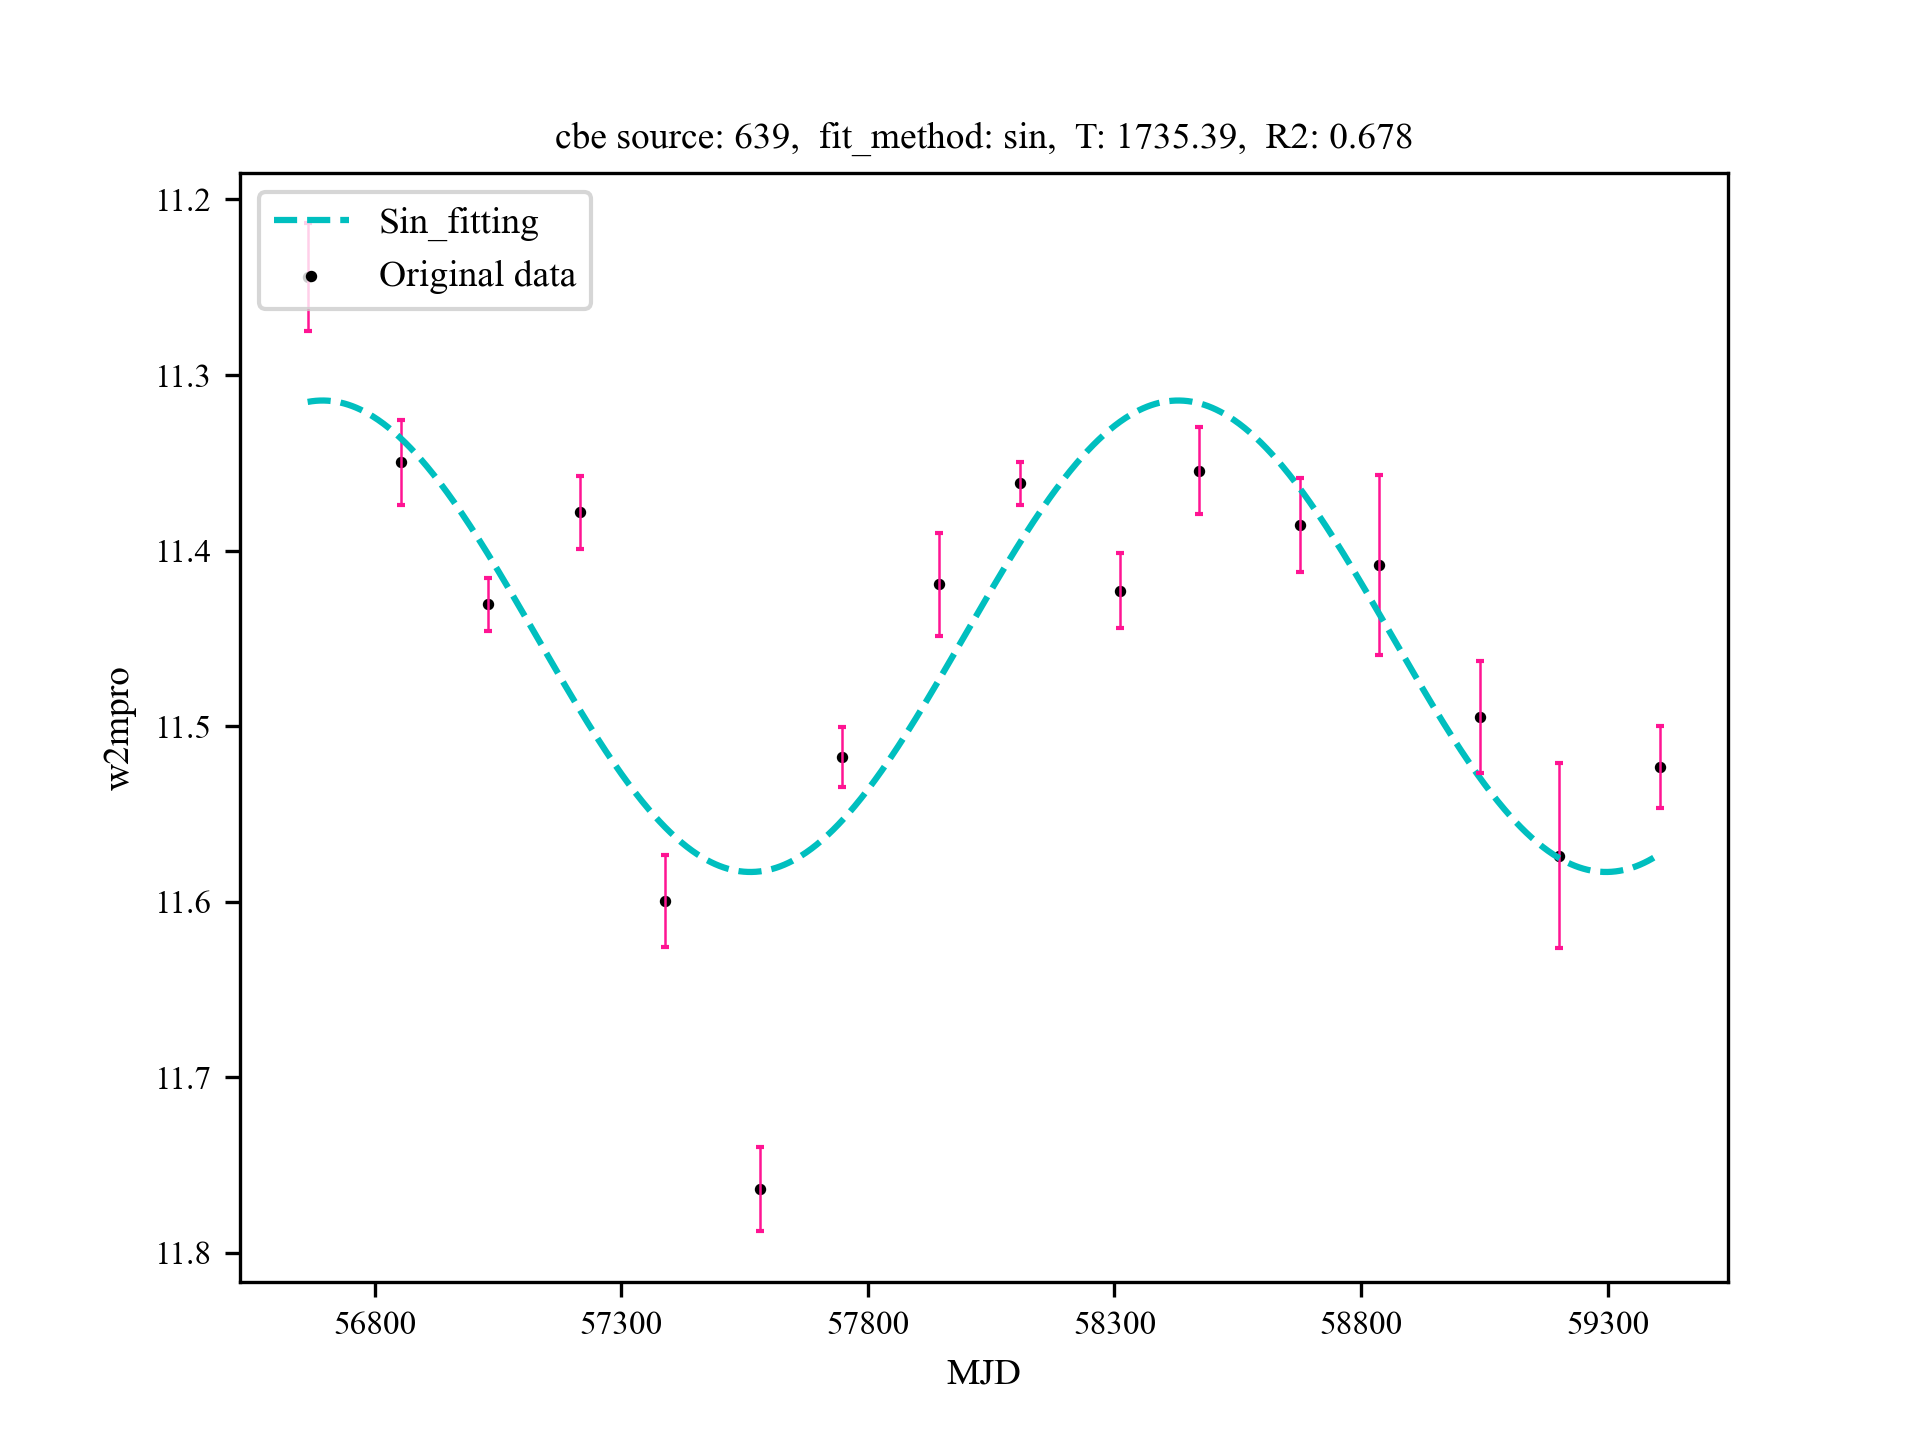 cbe source: 639,  fit_method: sin,  T: 1735.39,  R2: 0.678
Sin_fitting
Original data
11.2
11.3
11.4
11.5
11.6
11.7
11.8
w2mpro
56800 57300 57800 58300 58800 59300
MJD